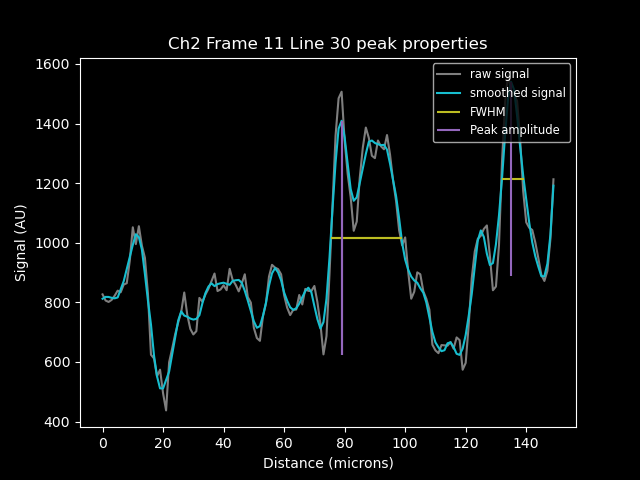 Ch2 Frame 11 Line 30 peak properties
raw signal
smoothed signal
FWHM
Peak amplitude
Signal (AU)
1600
1400
1200
1000
800
600
400
0 20 40 60 80 100 120 140
Distance (microns)